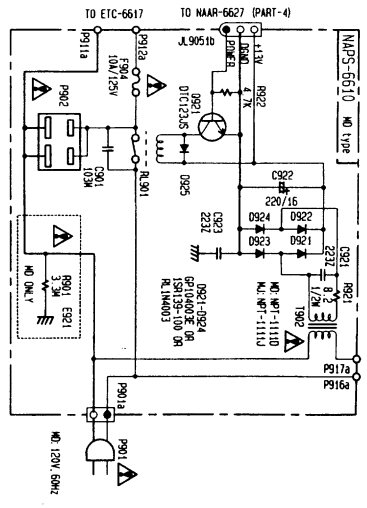 TO ETC-6617
TO NAAR-6627 (PART-4)
JL9051b
P911a
P912a
POWER
DGND
+13V
NAPS-6610
MD type
F904
10A/125V
P902
Q921
DTC123JS
R922
4.7K
C901
103M
RL901
D925
C922
220/16
C923
223Z
D924
D922
D923
D921
C921
223Z
R921
8.2
1/2W
R901
3.3M
E921
MD ONLY
D921-D924
GP104003E OR
1SR139-100 OR
RL1N4003
MD: NPT-1111D
MJ: NPT-1111J
T902
P917a
P916a
P901a
P901
MD: 120V, 60Hz